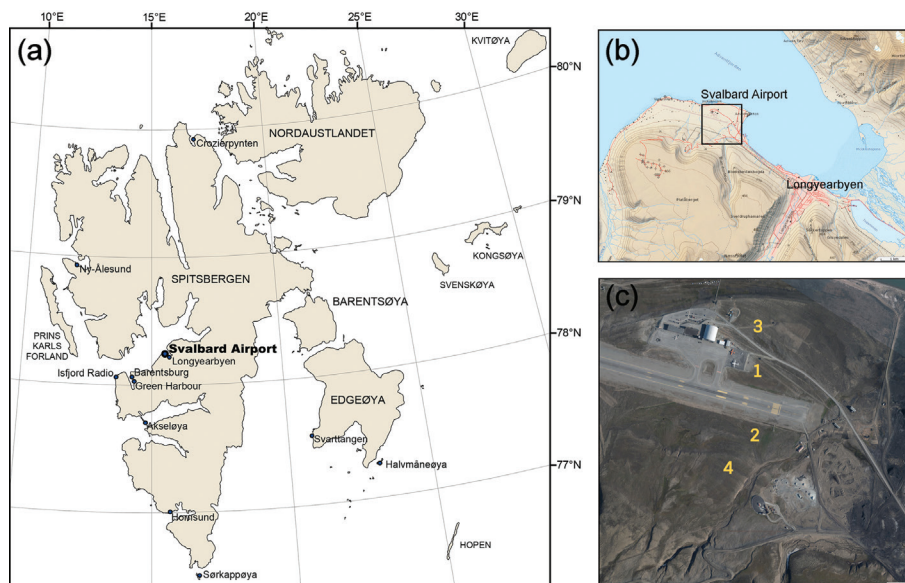 (a)
10°E
15°E
20°E
25°E
30°E
KVITØYA
80°N
NORDAUSTLANDET
Crozierpynten
79°N
KONGSØYA
Ny-Ålesund
SPITSBERGEN
SVENSKØYA
BARENTSØYA
PRINS
KARLS
FORLAND
78°N
Svalbard Airport
Longyearbyen
Isfjord Radio
Barentsburg
Green Harbour
EDGEØYA
Akseløya
Svarttangen
Halvmåneøya
77°N
Hornsund
HOPEN
Sørkappøya
(b)
Svalbard Airport
Longyearbyen
(c)
3
1
2
4